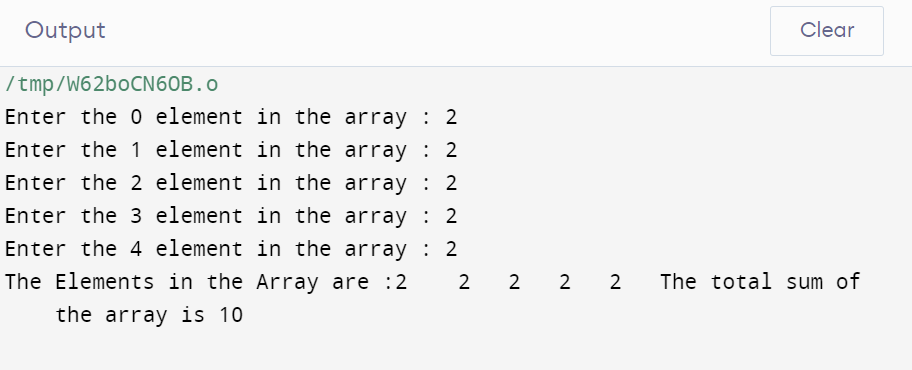 Output
Clear
/tmp/W62boCN6OB.o
Enter the 0 element in the array : 2
Enter the 1 element in the array : 2
Enter the 2 element in the array : 2
Enter the 3 element in the array : 2
Enter the 4 element in the array : 2
The Elements in the Array are :2    2   2   2   2   The total sum of
the array is 10